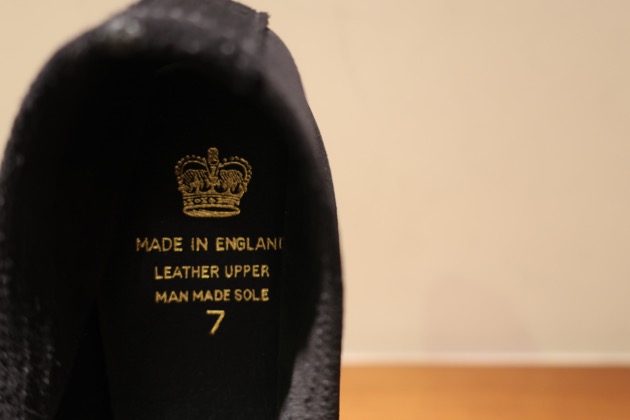 MADE IN ENGLAND
LEATHER UPPER
MAN MADE SOLE
7